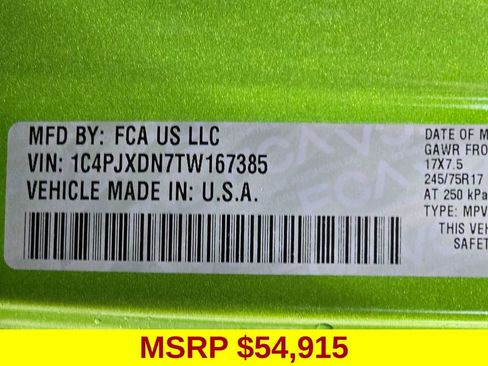 MFD BY: FCA US LLC
VIN: 1C4PJXDN7TW167385
VEHICLE MADE IN: U.S.A.
DATE OF M
GAWR FRO
17X7.5
245/75R17
AT 250 kPa
TYPE: MPV
THIS VEH
SAFET
MSRP $54,915